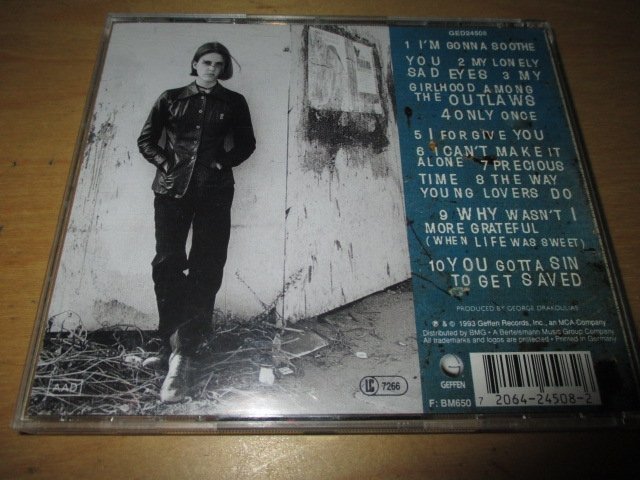 GED24508
1 I'M GONNA SOOTHE
YOU 2 MY LONELY
SAD EYES 3 MY
GIRLHOOD AMONG
THE OUTLAWS
4 ONLY ONCE
5 I FORGIVE YOU
6 I CAN'T MAKE IT
ALONE 7 PRECIOUS
TIME 8 THE WAY
YOUNG LOVERS DO
9 WHY WASN'T I
MORE GRATEFUL
(WHEN LIFE WAS SWEET)
10 YOU GOTTA SIN
TO GET SAVED
PRODUCED BY GEORGE DRAKOULIAS
℗ & © 1993 Geffen Records, Inc., an MCA Company
Distributed by BMG • A Bertelsmann Music Group Company
All trademarks and logos are protected • Printed in Germany
GEFFEN
F: BM650
7 2064-24508-2
AAD
LC
7266